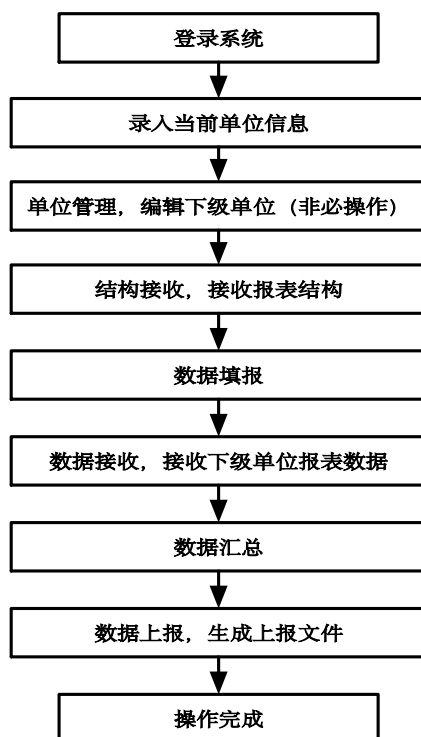 登录系统
录入当前单位信息
单位管理，编辑下级单位（非必操作）
结构接收，接收报表结构
数据填报
数据接收，接收下级单位报表数据
数据汇总
数据上报，生成上报文件
操作完成